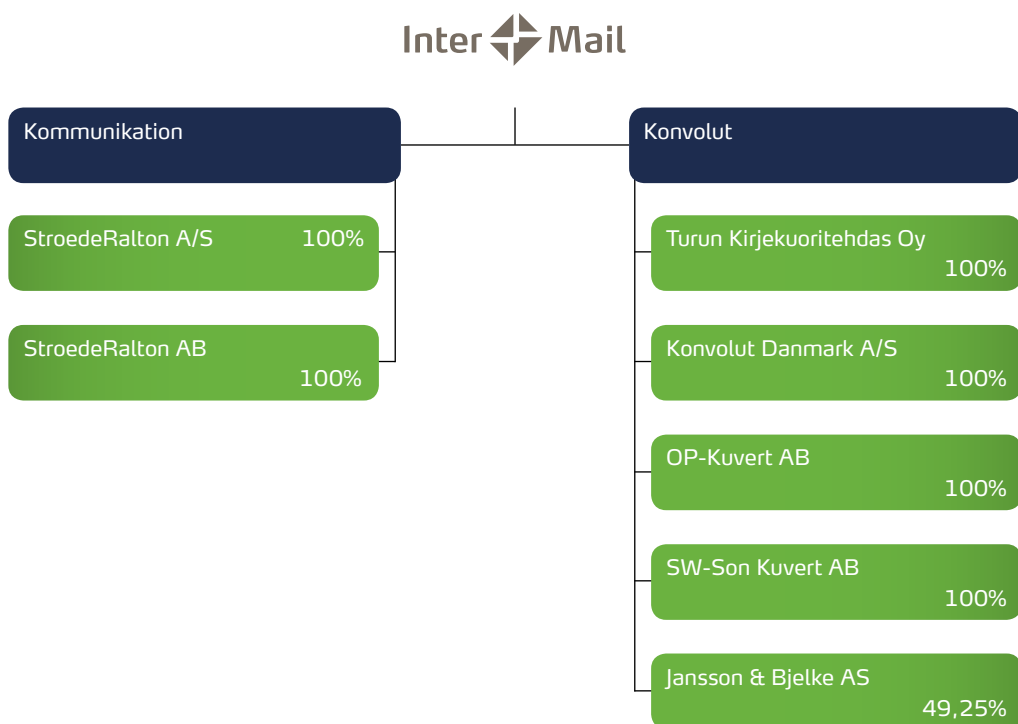 Inter Mail
Kommunikation
StroedeRalton A/S 100%
StroedeRalton AB
100%
Konvolut
Turun Kirjekuoritehdas Oy
100%
Konvolut Danmark A/S
100%
OP-Kuvert AB
100%
SW-Son Kuvert AB
100%
Jansson & Bjelke AS
49,25%